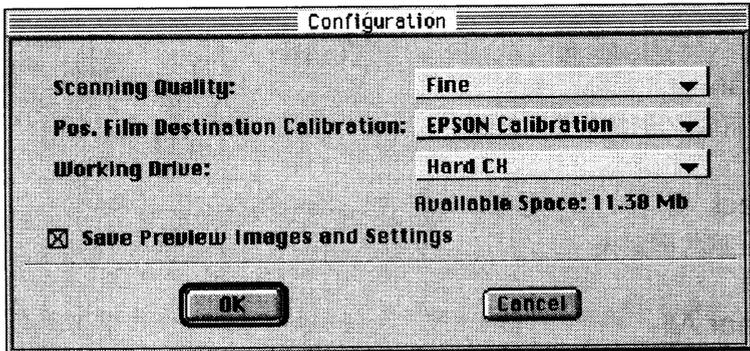 Configuration
Scanning Quality: Fine
Pos. Film Destination Calibration: EPSON Calibration
Working Drive: Hard CH
Available Space: 11.38 Mb
Save Preview Images and Settings
OK Cancel